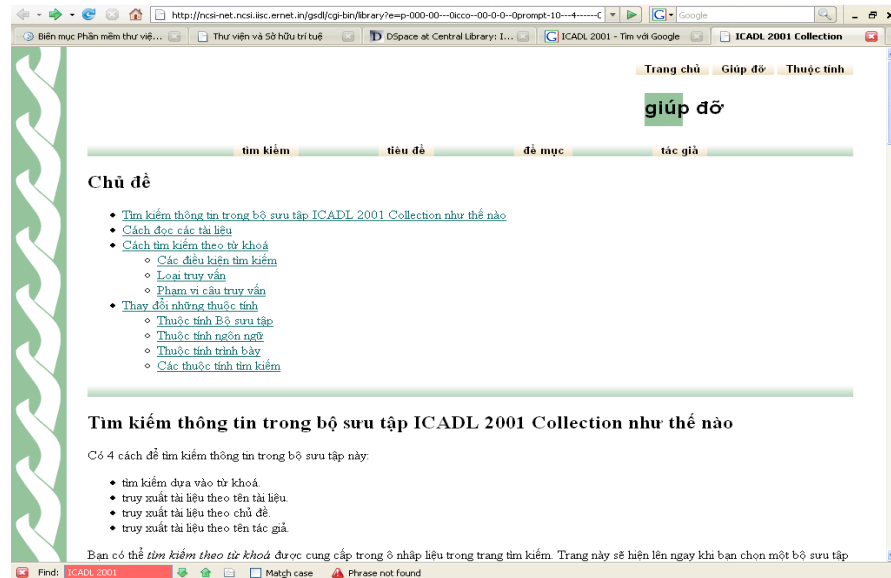 http://ncsi-net.ncsi.iisc.ernet.in/gsdl/cgi-bin/library?e=p-000-00---0icco--00-0-0--0prompt-10---4------0 Google
Biên mục Phần mềm thư việ... Thư viện và Sở hữu trí tuệ DSpace at Central Library: I... ICADL 2001 - Tìm với Google ICADL 2001 Collection
Trang chủ Giúp đỡ Thuộc tính
giúp đỡ
tìm kiếm tiêu đề đề mục tác giả
Chủ đề
Tìm kiếm thông tin trong bộ sưu tập ICADL 2001 Collection như thế nào
Cách đọc các tài liệu
Cách tìm kiếm theo từ khoá
Các điều kiện tìm kiếm
Loại truy vấn
Phạm vi câu truy vấn
Thay đổi những thuộc tính
Thuộc tính Bộ sưu tập
Thuộc tính ngôn ngữ
Thuộc tính trình bày
Các thuộc tính tìm kiếm
Tìm kiếm thông tin trong bộ sưu tập ICADL 2001 Collection như thế nào
Có 4 cách để tìm kiếm thông tin trong bộ sưu tập này:
tìm kiếm dựa vào từ khoá.
truy xuất tài liệu theo tên tài liệu.
truy xuất tài liệu theo chủ đề.
truy xuất tài liệu theo tên tác giả.
Bạn có thể tìm kiếm theo từ khoá được cung cấp trong ô nhập liệu trong trang tìm kiếm. Trang này sẽ hiện lên ngay khi bạn chọn một bộ sưu tập
Find: ICADL 2001 Match case Phrase not found